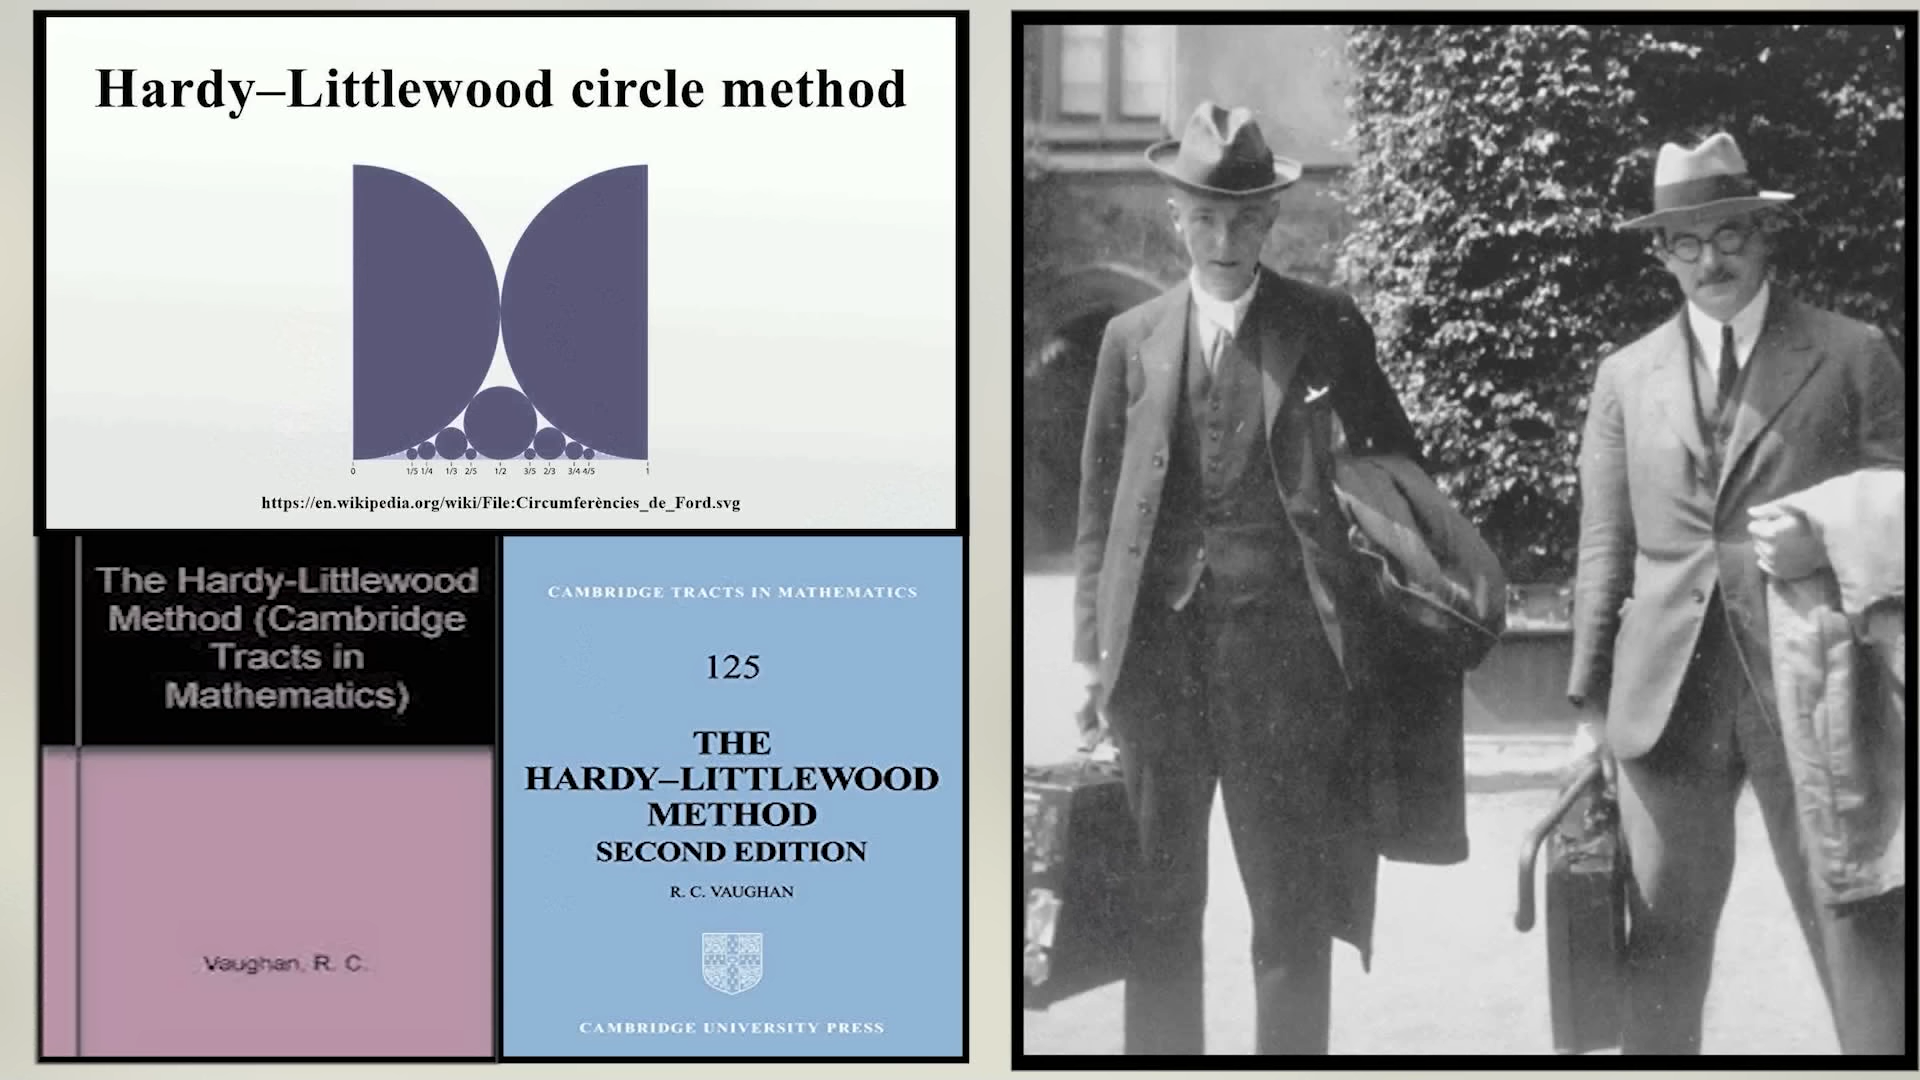 Hardy–Littlewood circle method
0 1/5 1/4 1/3 2/5 1/2 3/5 2/3 3/4 4/5 1
https://en.wikipedia.org/wiki/File:Circumferències_de_Ford.svg
The Hardy-Littlewood
Method (Cambridge
Tracts in
Mathematics)
Vaughan, R. C.
CAMBRIDGE TRACTS IN MATHEMATICS
125
THE
HARDY–LITTLEWOOD
METHOD
SECOND EDITION
R. C. VAUGHAN
CAMBRIDGE UNIVERSITY PRESS